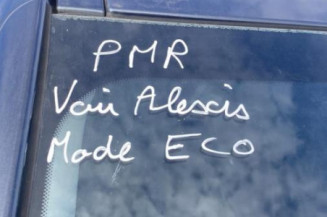 PMR
Voir Alexis
Mode ECO